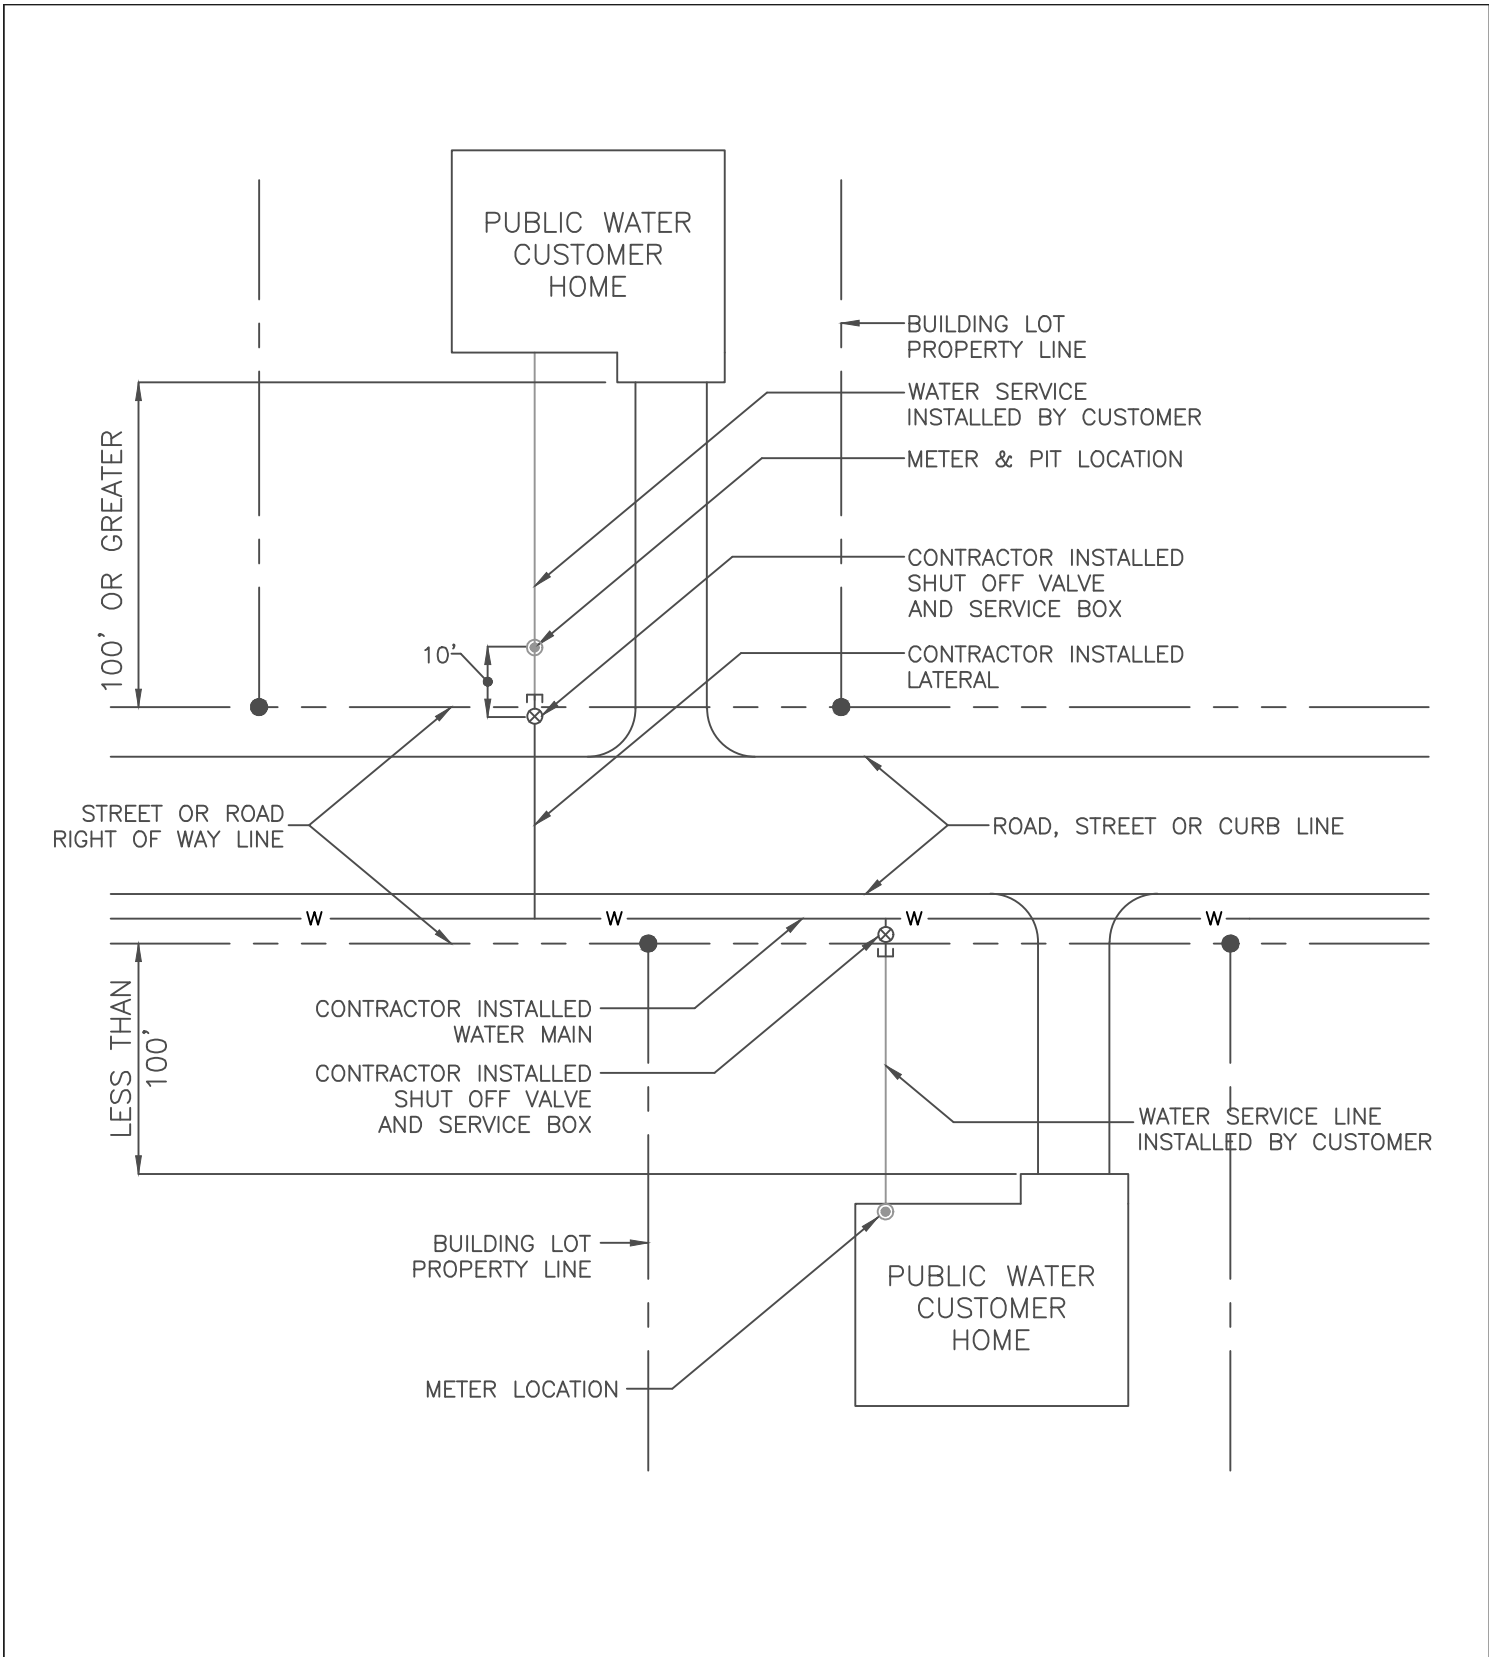 PUBLIC WATER
CUSTOMER
HOME
BUILDING LOT
PROPERTY LINE
WATER SERVICE
INSTALLED BY CUSTOMER
METER & PIT LOCATION
100' OR GREATER
CONTRACTOR INSTALLED
SHUT OFF VALVE
AND SERVICE BOX
10'
CONTRACTOR INSTALLED
LATERAL
STREET OR ROAD
RIGHT OF WAY LINE
ROAD, STREET OR CURB LINE
W W W W
LESS THAN
100'
CONTRACTOR INSTALLED
WATER MAIN
CONTRACTOR INSTALLED
SHUT OFF VALVE
AND SERVICE BOX
WATER SERVICE LINE
INSTALLED BY CUSTOMER
BUILDING LOT
PROPERTY LINE
PUBLIC WATER
CUSTOMER
HOME
METER LOCATION